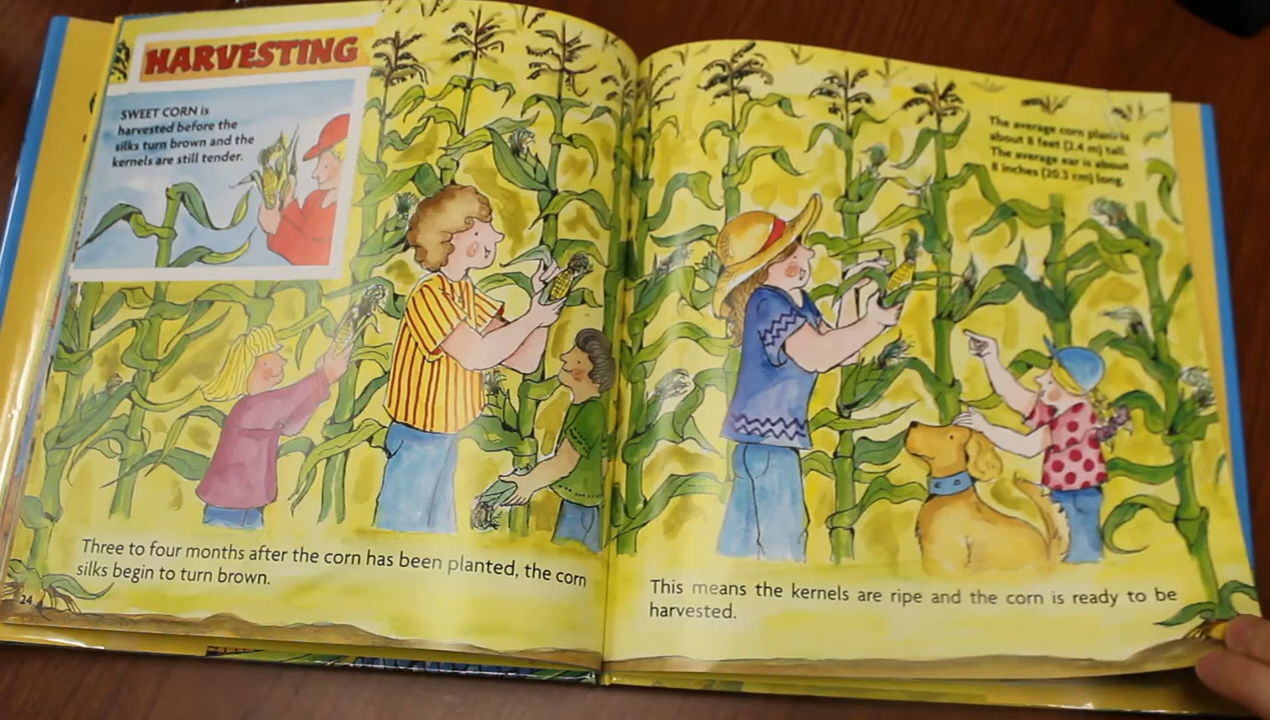 HARVESTING
SWEET CORN is
harvested before the
silks turn brown and the
kernels are still tender.
Three to four months after the corn has been planted, the corn
silks begin to turn brown.
24
The average corn plant is
about 8 feet (2.4 m) tall.
The average ear is about
8 inches (20.3 cm) long.
This means the kernels are ripe and the corn is ready to be
harvested.